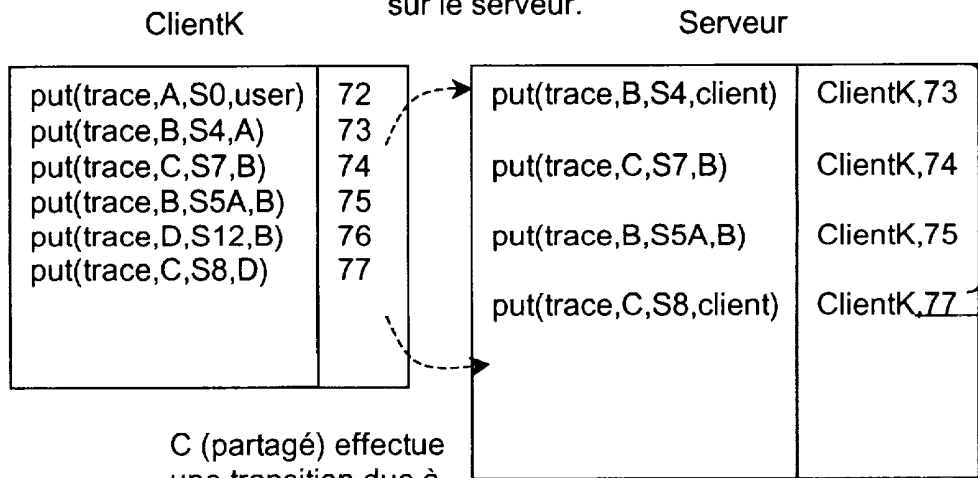 sur le serveur.
ClientK
Serveur
put(trace,A,S0,user) 72
put(trace,B,S4,A) 73
put(trace,C,S7,B) 74
put(trace,B,S5A,B) 75
put(trace,D,S12,B) 76
put(trace,C,S8,D) 77
put(trace,B,S4,client) ClientK,73
put(trace,C,S7,B) ClientK,74
put(trace,B,S5A,B) ClientK,75
put(trace,C,S8,client) ClientK,77
C (partagé) effectue
une transition due à